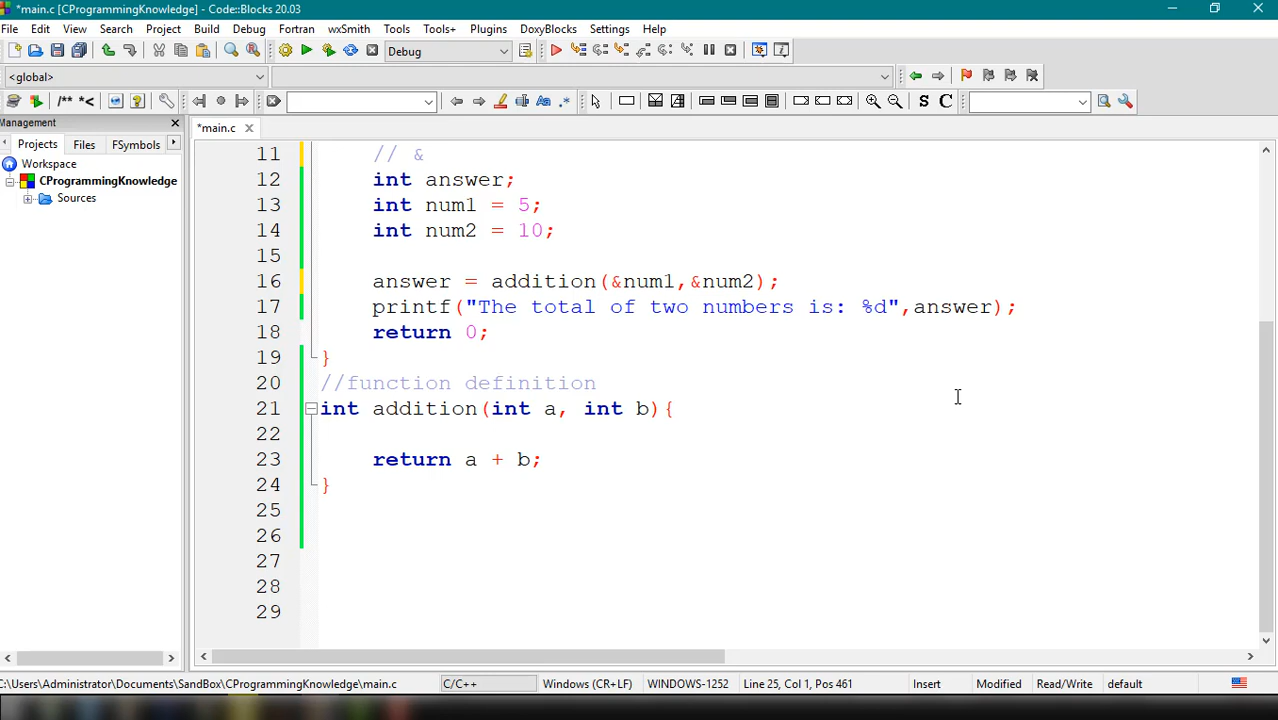 *main.c [CProgrammingKnowledge] - Code::Blocks 20.03
File Edit View Search Project Build Debug Fortran wxSmith Tools Tools+ Plugins DoxyBlocks Settings Help
Debug
<global>
/** *<
S C
Management
*main.c
Projects Files FSymbols
Workspace
CProgrammingKnowledge
Sources
11 // &
12 int answer;
13 int num1 = 5;
14 int num2 = 10;
15
16 answer = addition(&num1,&num2);
17 printf("The total of two numbers is: %d",answer);
18 return 0;
19 }
20 //function definition
21 int addition(int a, int b){
22
23 return a + b;
24 }
25
26
27
28
29
C:\Users\Administrator\Documents\SandBox\CProgrammingKnowledge\main.c C/C++ Windows (CR+LF) WINDOWS-1252 Line 25, Col 1, Pos 461 Insert Modified Read/Write default